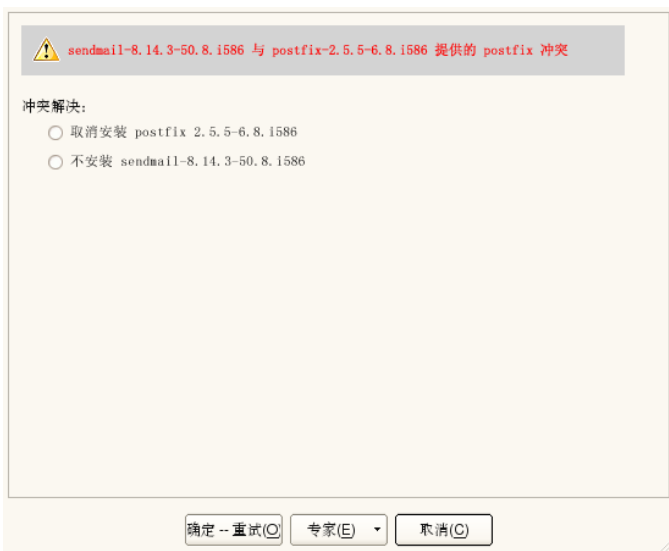 sendmail-8.14.3-50.8.i586 与 postfix-2.5.5-6.8.i586 提供的 postfix 冲突
冲突解决:
取消安装 postfix 2.5.5-6.8.i586
不安装 sendmail-8.14.3-50.8.i586
确定 -- 重试(O)
专家(E)
取消(C)